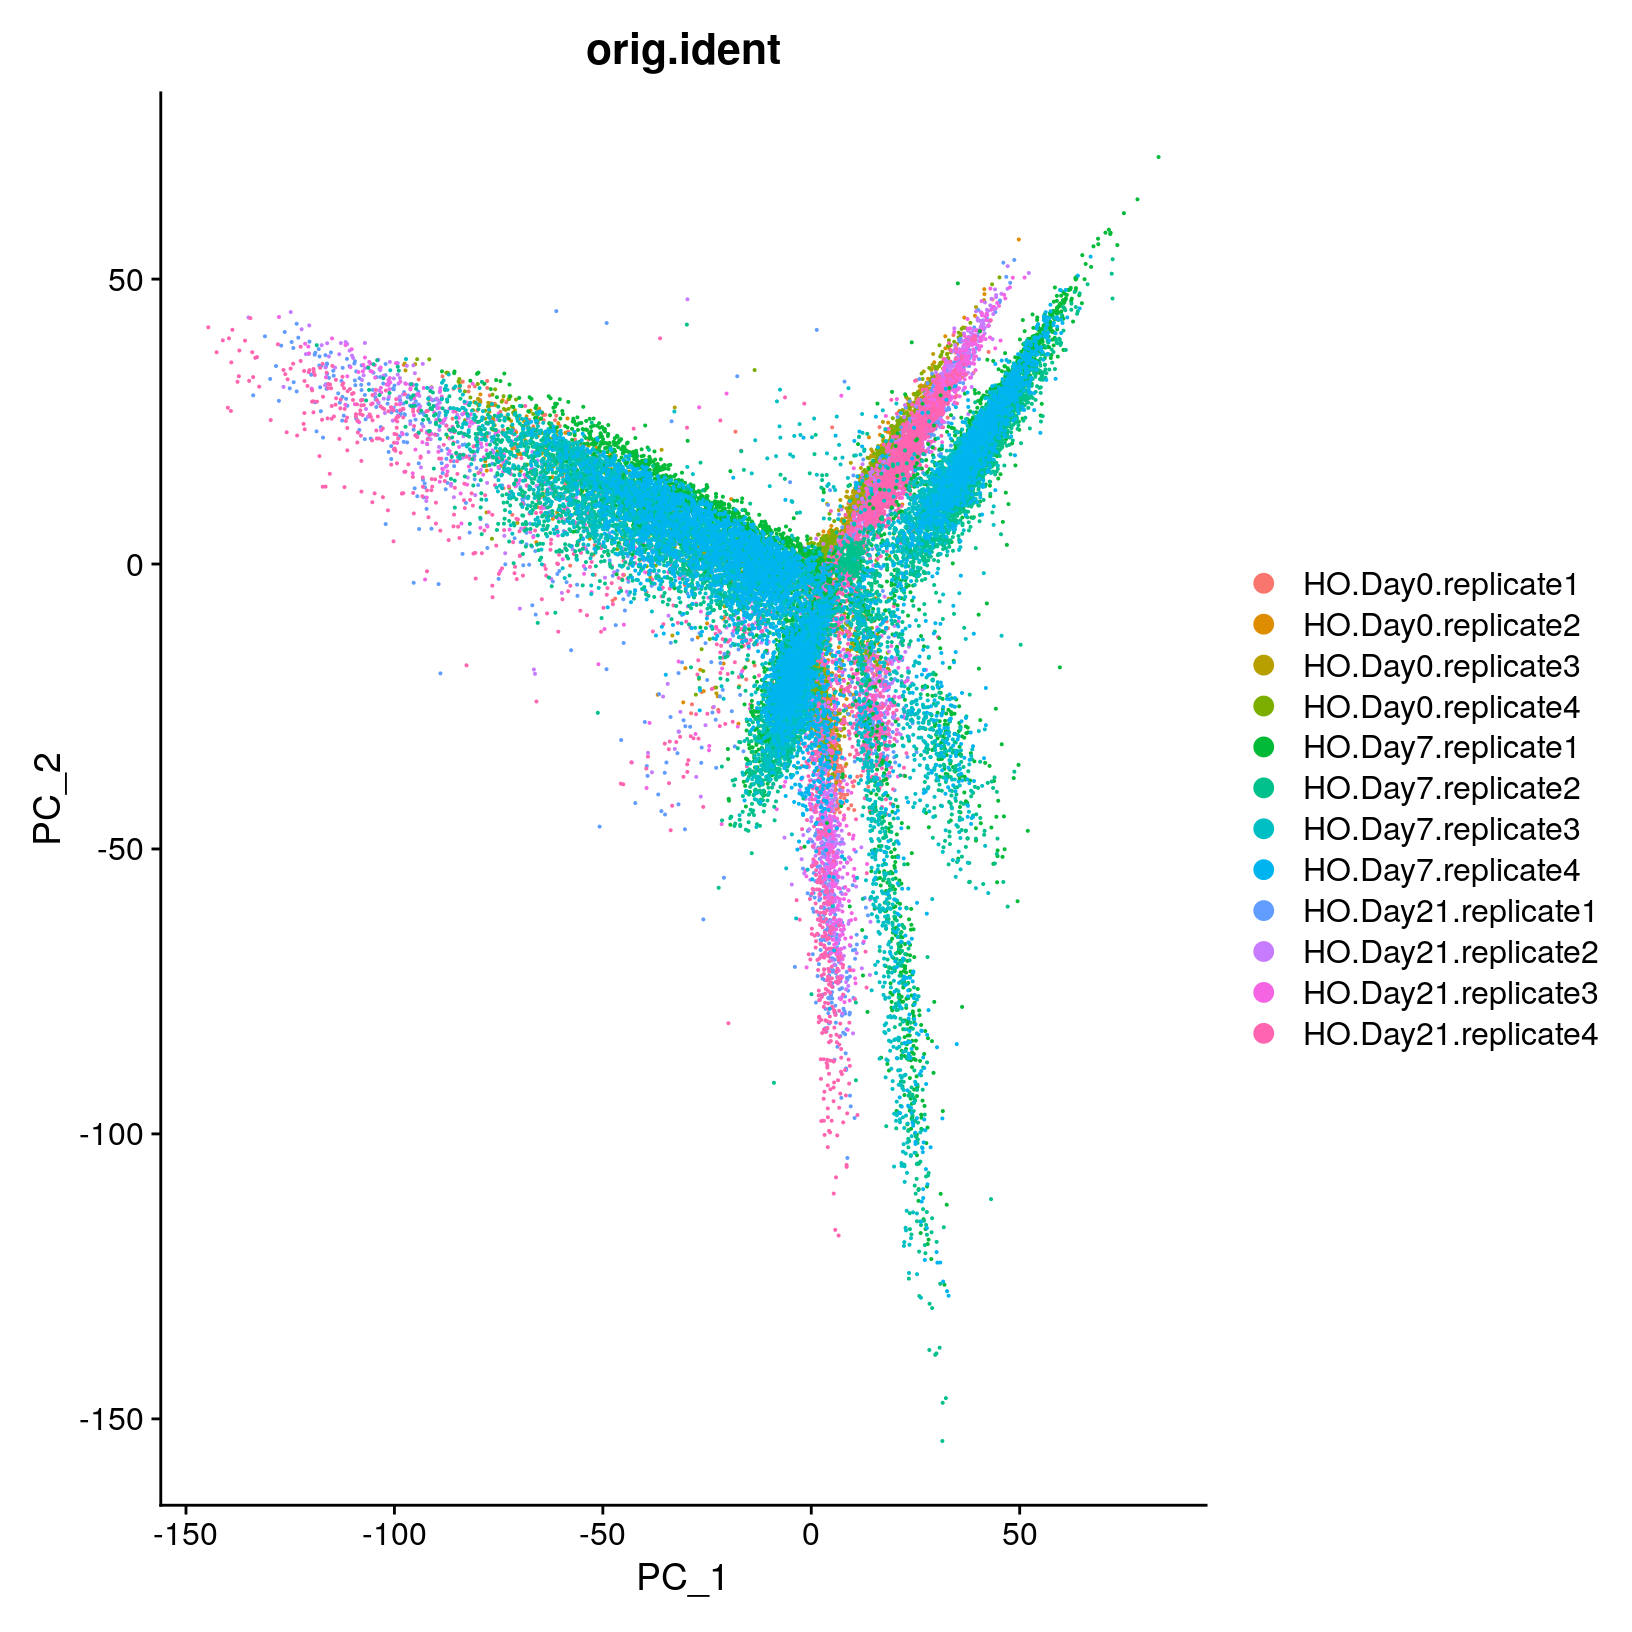 orig.ident
50
0
-50
-100
-150
PC_2
-150
-100
-50
0
50
PC_1
HO.Day0.replicate1
HO.Day0.replicate2
HO.Day0.replicate3
HO.Day0.replicate4
HO.Day7.replicate1
HO.Day7.replicate2
HO.Day7.replicate3
HO.Day7.replicate4
HO.Day21.replicate1
HO.Day21.replicate2
HO.Day21.replicate3
HO.Day21.replicate4